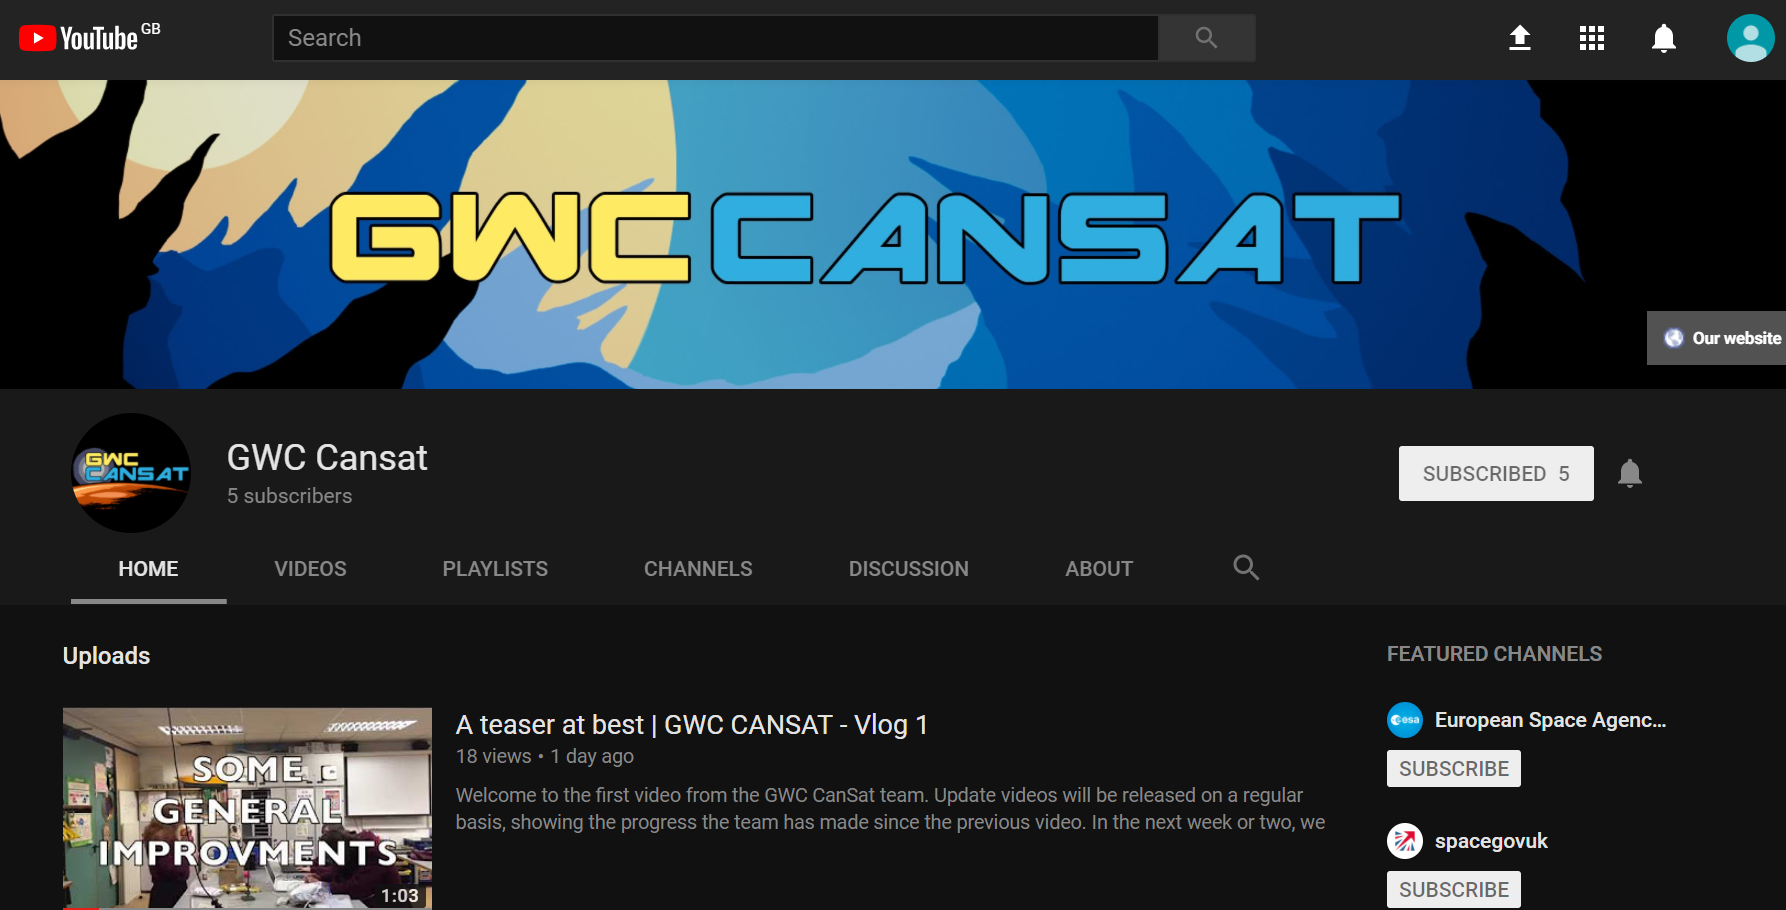 YouTube GB
Search
GWCCANSAT
Our website
GWC
CANSAT
GWC Cansat
5 subscribers
SUBSCRIBED 5
HOME VIDEOS PLAYLISTS CHANNELS DISCUSSION ABOUT
Uploads
SOME
GENERAL
IMPROVMENTS
1:03
A teaser at best | GWC CANSAT - Vlog 1
18 views • 1 day ago
Welcome to the first video from the GWC CanSat team. Update videos will be released on a regular
basis, showing the progress the team has made since the previous video. In the next week or two, we
FEATURED CHANNELS
esa
European Space Agenc...
SUBSCRIBE
spacegovuk
SUBSCRIBE